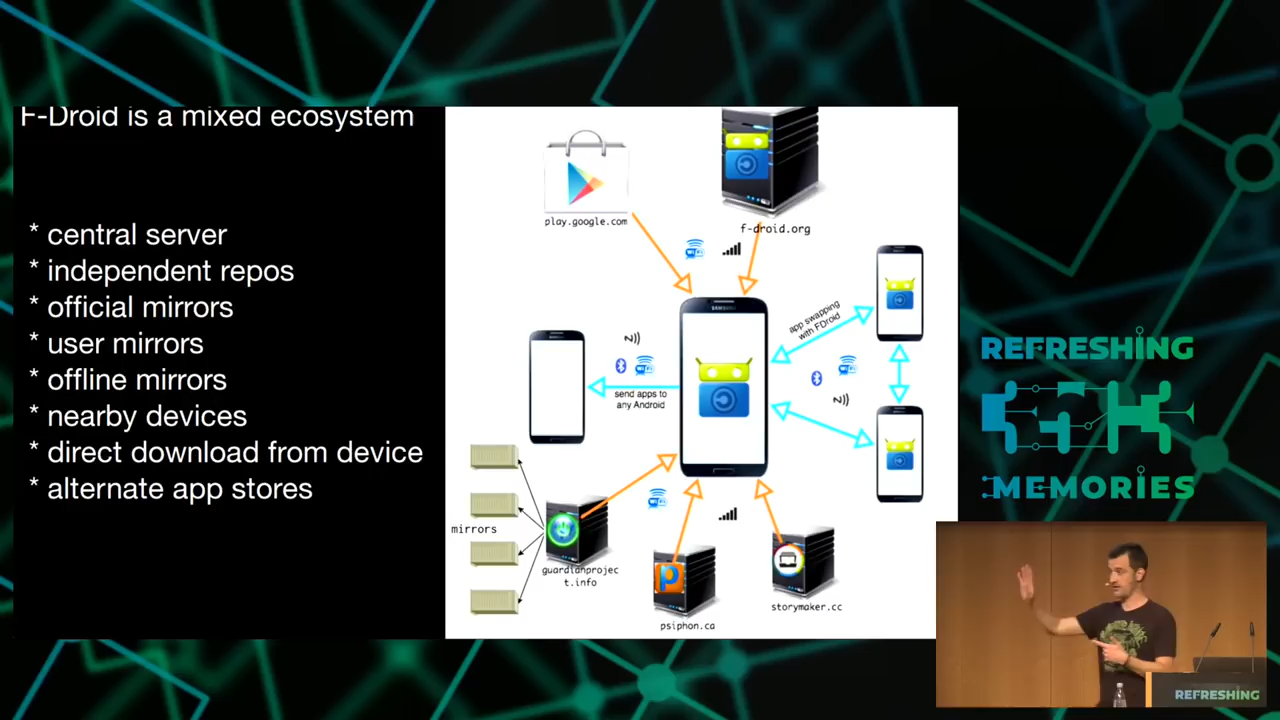 F-Droid is a mixed ecosystem
* central server
* independent repos
* official mirrors
* user mirrors
* offline mirrors
* nearby devices
* direct download from device
* alternate app stores
play.google.com
f-droid.org
app swapping
with FDroid
send apps to
any Android
mirrors
guardianprojec
t.info
psiphon.ca
storymaker.cc
SAMSUNG
REFRESHING
MEMORIES
REFRESHING